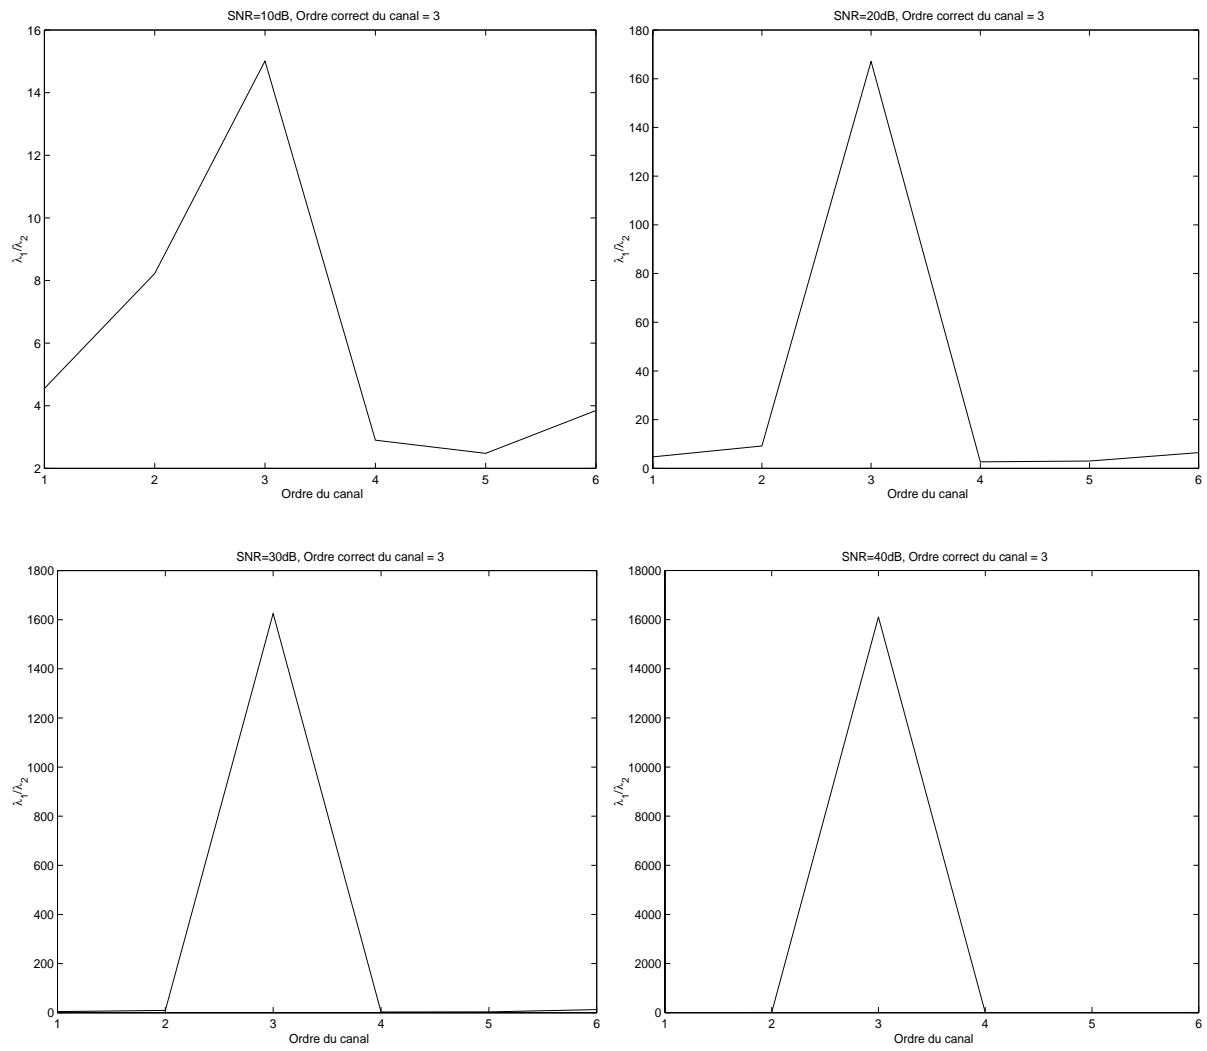 SNR=10dB, Ordre correct du canal = 3
16
14
12
10
8
6
4
2
λ1/λ2
1 2 3 4 5 6
Ordre du canal
SNR=20dB, Ordre correct du canal = 3
180
160
140
120
100
80
60
40
20
0
λ1/λ2
1 2 3 4 5 6
Ordre du canal
SNR=30dB, Ordre correct du canal = 3
1800
1600
1400
1200
1000
800
600
400
200
0
λ1/λ2
1 2 3 4 5 6
Ordre du canal
SNR=40dB, Ordre correct du canal = 3
18000
16000
14000
12000
10000
8000
6000
4000
2000
0
λ1/λ2
1 2 3 4 5 6
Ordre du canal